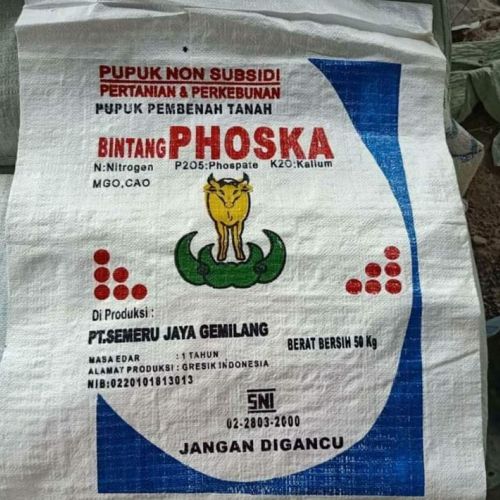 PUPUK NON SUBSIDI
PERTANIAN & PERKEBUNAN
PUPUK PEMBENAH TANAH
BINTANG PHOSKA
N:Nitrogen P2O5:Phospate K2O:Kalium
MGO,CAO
Di Produksi :
PT.SEMERU JAYA GEMILANG
BERAT BERSIH 50 Kg
MASA EDAR : 1 TAHUN
ALAMAT PRODUKSI : GRESIK INDONESIA
NIB:0220101813013
SNI
02-2803-2000
JANGAN DIGANCU